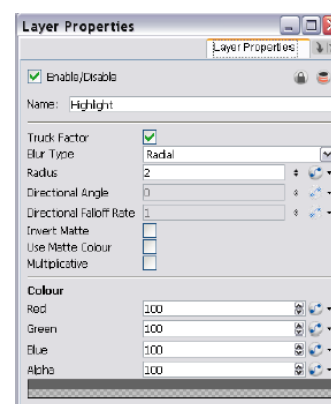 Layer Properties
Layer Properties
Enable/Disable
Name: Highlight
Truck Factor
Blur Type Radial
Radius 2
Directional Angle 0
Directional Falloff Rate 1
Invert Matte
Use Matte Colour
Multiplicative
Colour
Red 100
Green 100
Blue 100
Alpha 100